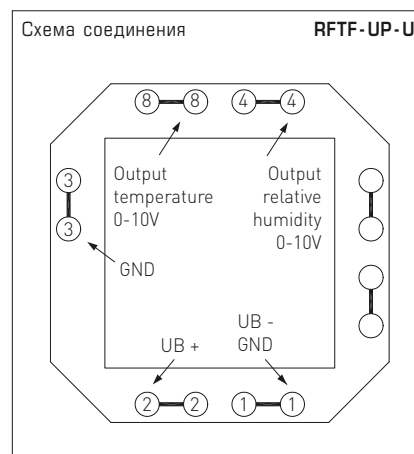 Схема соединения RFTF-UP-U
8 8 4 4
Output
temperature
0-10V
Output
relative
humidity
0-10V
3
3
GND
UB +
UB -
GND
2 2 1 1